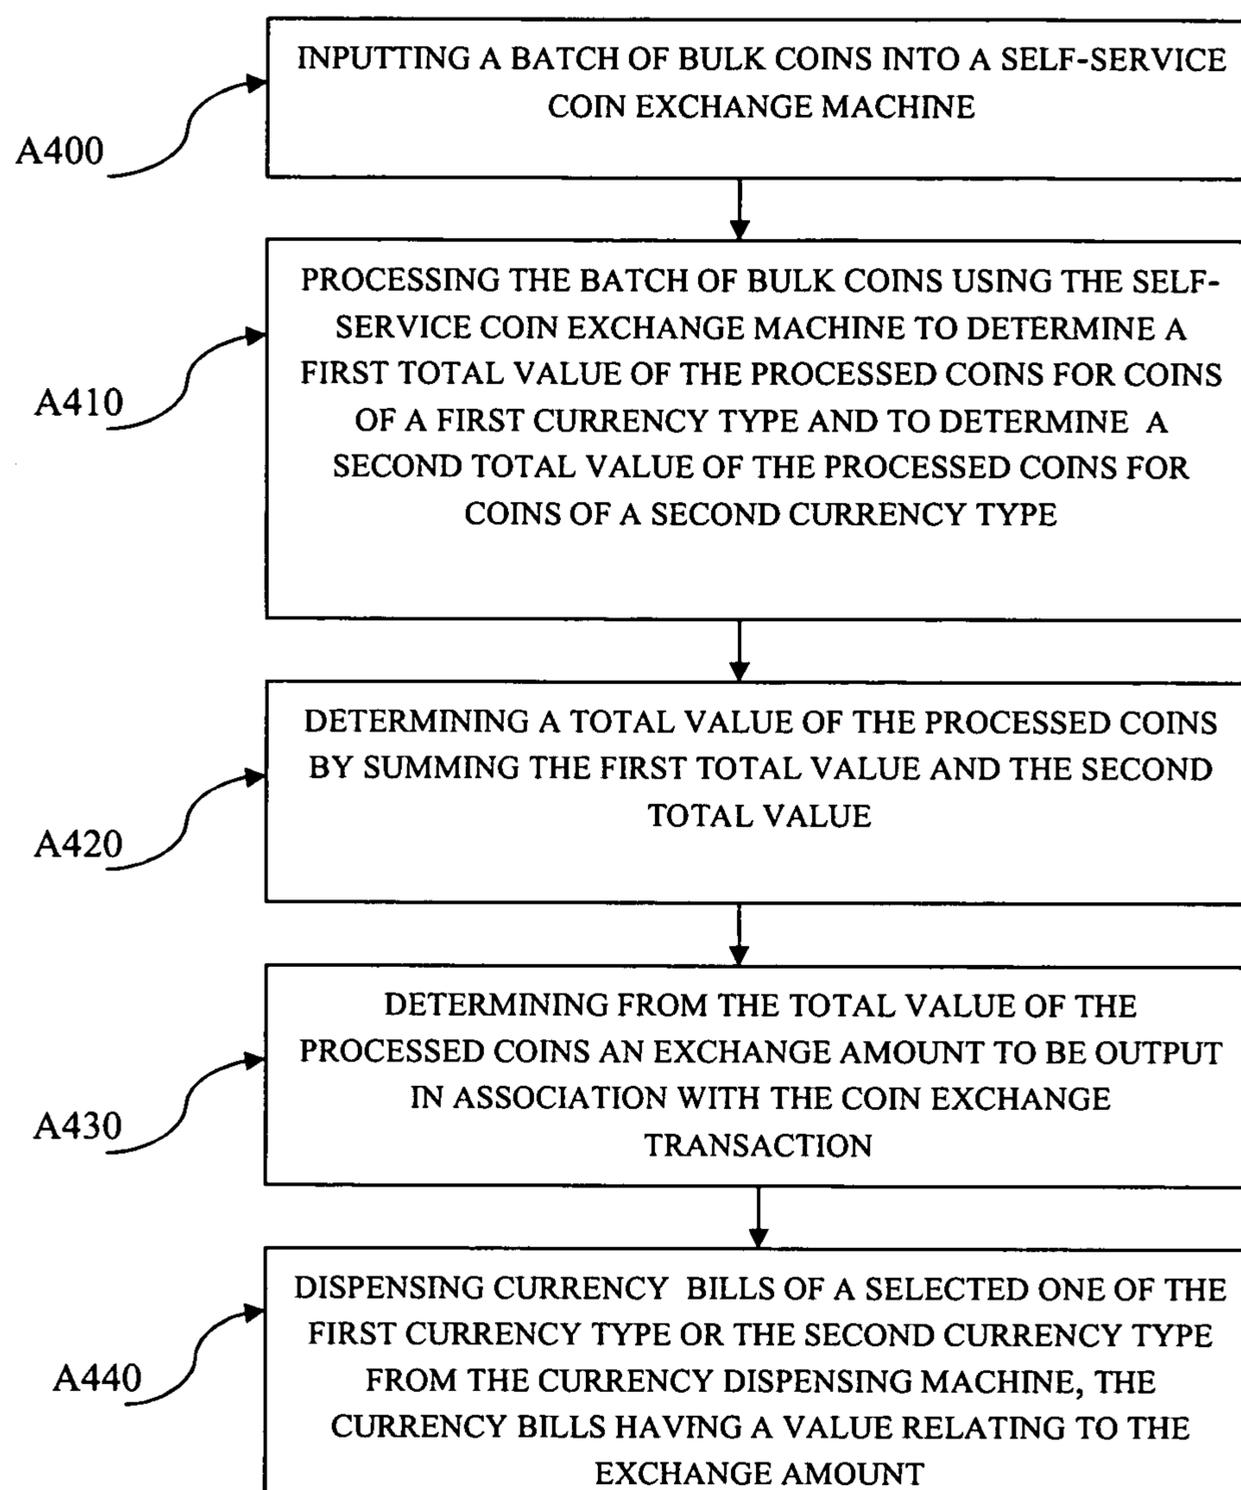 INPUTTING A BATCH OF BULK COINS INTO A SELF-SERVICE
COIN EXCHANGE MACHINE
A400
PROCESSING THE BATCH OF BULK COINS USING THE SELF-
SERVICE COIN EXCHANGE MACHINE TO DETERMINE A
FIRST TOTAL VALUE OF THE PROCESSED COINS FOR COINS
OF A FIRST CURRENCY TYPE AND TO DETERMINE A
SECOND TOTAL VALUE OF THE PROCESSED COINS FOR
COINS OF A SECOND CURRENCY TYPE
A410
DETERMINING A TOTAL VALUE OF THE PROCESSED COINS
BY SUMMING THE FIRST TOTAL VALUE AND THE SECOND
TOTAL VALUE
A420
DETERMINING FROM THE TOTAL VALUE OF THE
PROCESSED COINS AN EXCHANGE AMOUNT TO BE OUTPUT
IN ASSOCIATION WITH THE COIN EXCHANGE
TRANSACTION
A430
DISPENSING CURRENCY BILLS OF A SELECTED ONE OF THE
FIRST CURRENCY TYPE OR THE SECOND CURRENCY TYPE
FROM THE CURRENCY DISPENSING MACHINE, THE
CURRENCY BILLS HAVING A VALUE RELATING TO THE
EXCHANGE AMOUNT
A440